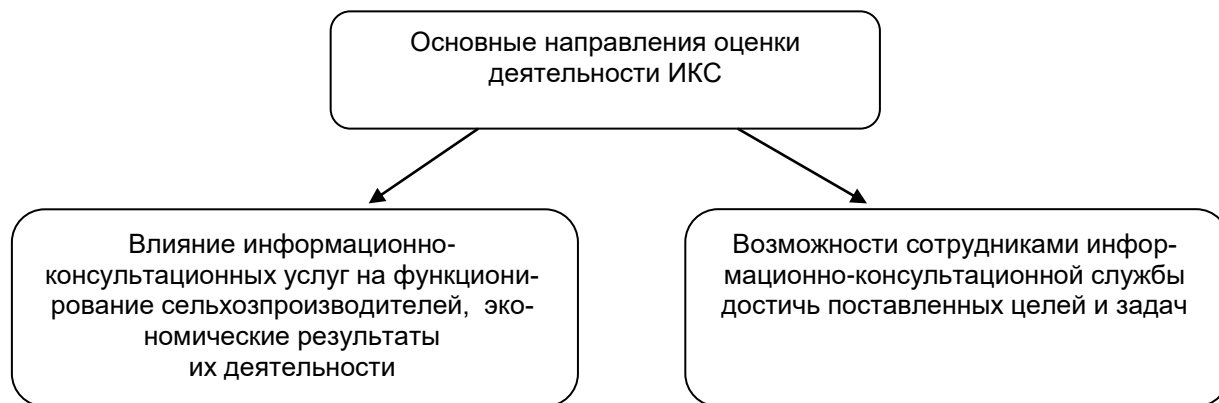 Основные направления оценки
деятельности ИКС
Влияние информационно-
консультационных услуг на функциони-
рование сельхозпроизводителей, эко-
номические результаты
их деятельности
Возможности сотрудниками инфор-
мационно-консультационной службы
достичь поставленных целей и задач